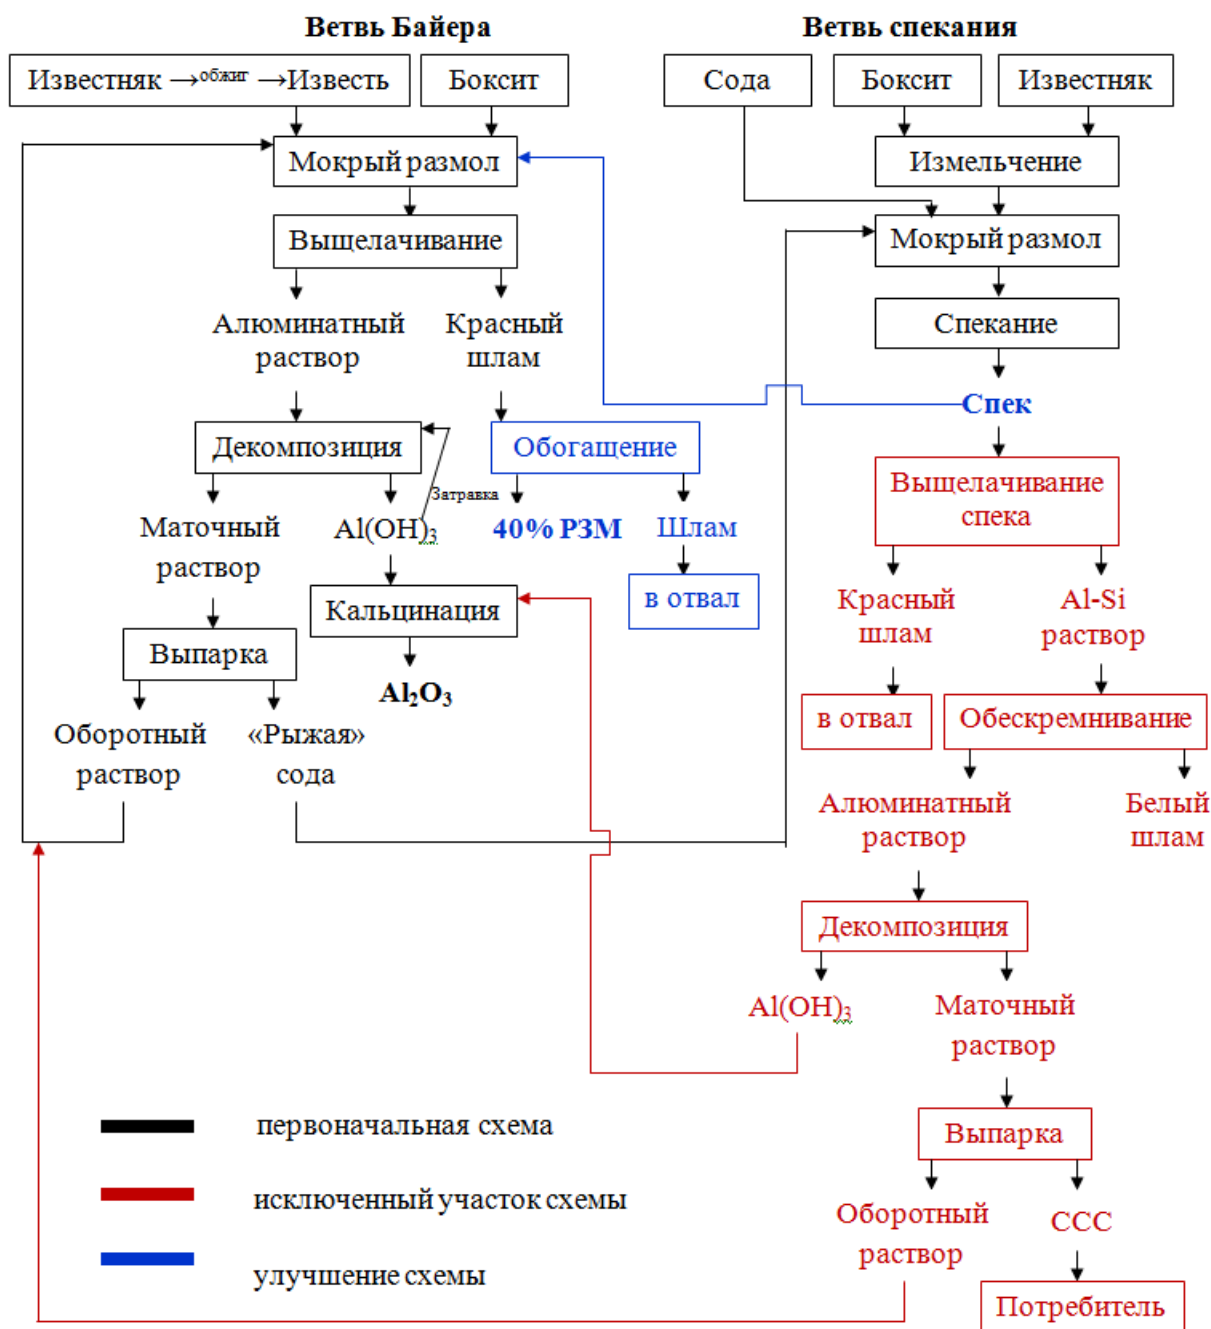 Ветвь Байера
Ветвь спекания
Известняк →обжиг →Известь
Боксит
Сода
Боксит
Известняк
Мокрый размол
Измельчение
Выщелачивание
Мокрый размол
Алюминатный
раствор
Красный
шлам
Спекание
Спек
Декомпозиция
Обогащение
Затравка
Выщелачивание
спека
Маточный
раствор
Al(OH)3
40% РЗМ
Шлам
Кальцинация
в отвал
Красный
шлам
Al-Si
раствор
Выпарка
Al2O3
в отвал
Обескремнивание
Оборотный
раствор
«Рыжая»
сода
Алюминатный
раствор
Белый
шлам
Декомпозиция
Al(OH)3
Маточный
раствор
первоначальная схема
Выпарка
исключенный участок схемы
Оборотный
раствор
ССС
улучшение схемы
Потребитель